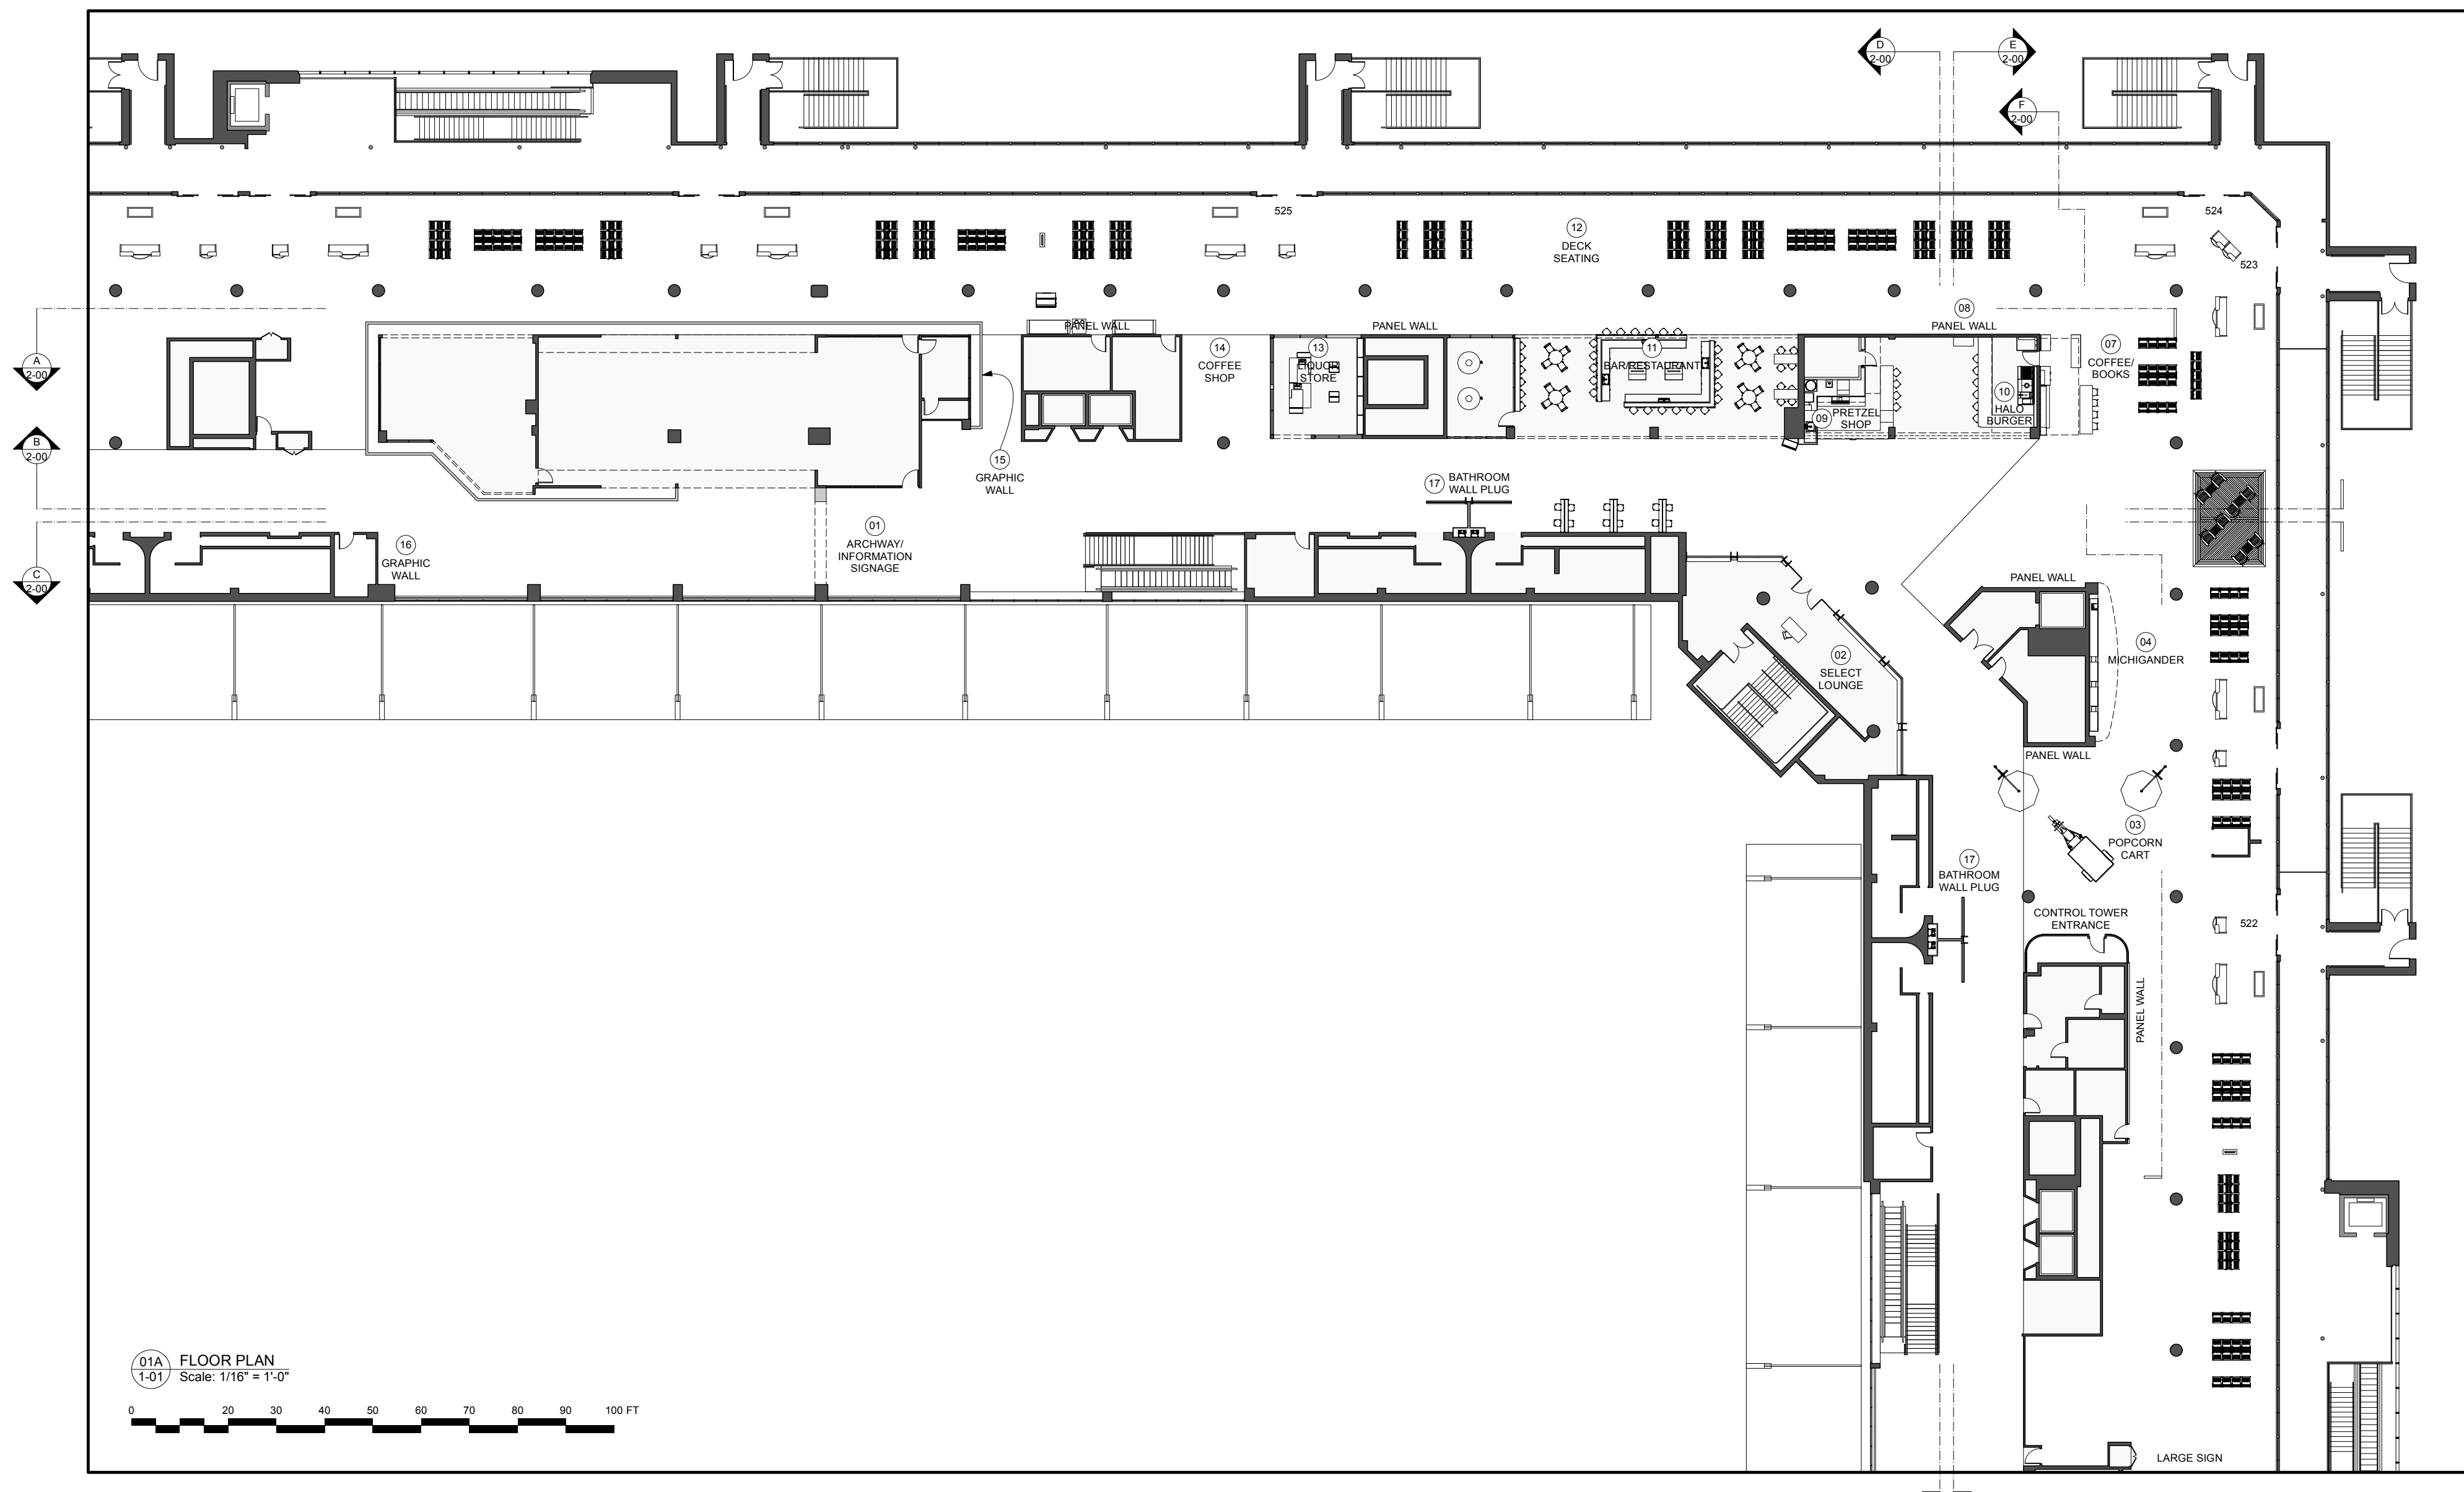 D
2-00
E
2-00
F
2-00
525
524
523
12
DECK
SEATING
A
2-00
B
2-00
C
2-00
PANEL WALL
PANEL WALL
08
PANEL WALL
14
COFFEE
SHOP
13
LIQUOR
STORE
11
BAR/RESTAURANT
07
COFFEE/
BOOKS
10
HALO
BURGER
09
PRETZEL
SHOP
15
GRAPHIC
WALL
17
BATHROOM
WALL PLUG
01
ARCHWAY/
INFORMATION
SIGNAGE
16
GRAPHIC
WALL
PANEL WALL
02
SELECT
LOUNGE
04
MICHIGANDER
PANEL WALL
03
POPCORN
CART
17
BATHROOM
WALL PLUG
CONTROL TOWER
ENTRANCE
522
PANEL WALL
01A
1-01
FLOOR PLAN
Scale: 1/16" = 1'-0"
0 20 30 40 50 60 70 80 90 100 FT
LARGE SIGN